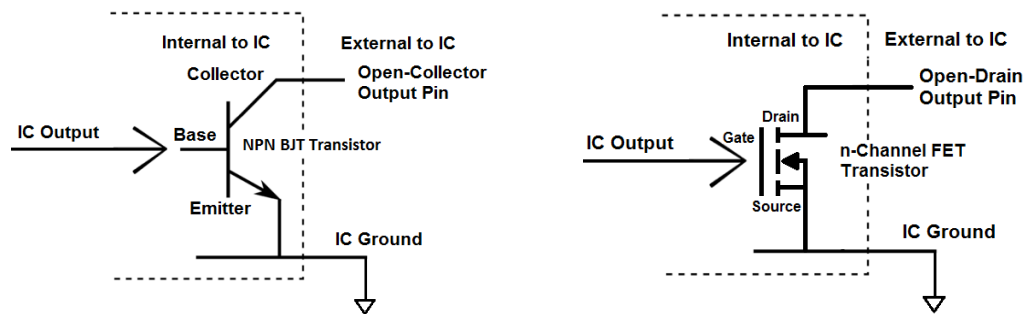 Internal to IC
External to IC
Collector
Open-Collector
Output Pin
IC Output
Base
NPN BJT Transistor
Emitter
IC Ground
Internal to IC
External to IC
Open-Drain
Output Pin
Drain
IC Output
Gate
n-Channel FET
Transistor
Source
IC Ground